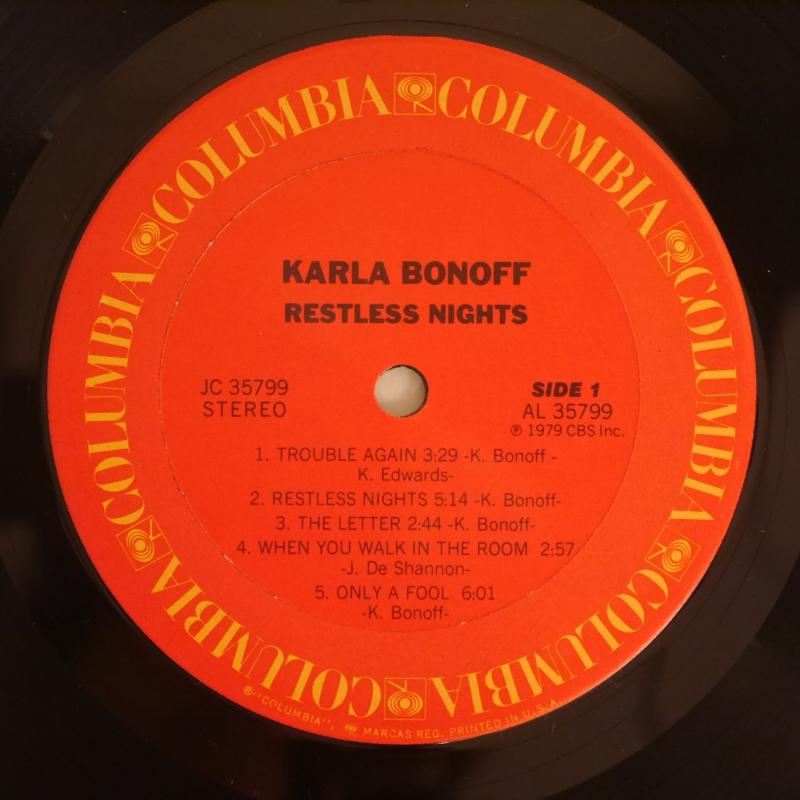 COLUMBIA COLUMBIA COLUMBIA COLUMBIA COLUMBIA COLUMBIA
KARLA BONOFF
RESTLESS NIGHTS
JC 35799
STEREO
SIDE 1
AL 35799
℗ 1979 CBS Inc.
1. TROUBLE AGAIN 3:29 -K. Bonoff -
K. Edwards-
2. RESTLESS NIGHTS 5:14 -K. Bonoff-
3. THE LETTER 2:44 -K. Bonoff-
4. WHEN YOU WALK IN THE ROOM 2:57
-J. De Shannon-
5. ONLY A FOOL 6:01
-K. Bonoff-
®"COLUMBIA", MARCAS REG. PRINTED IN U.S.A.